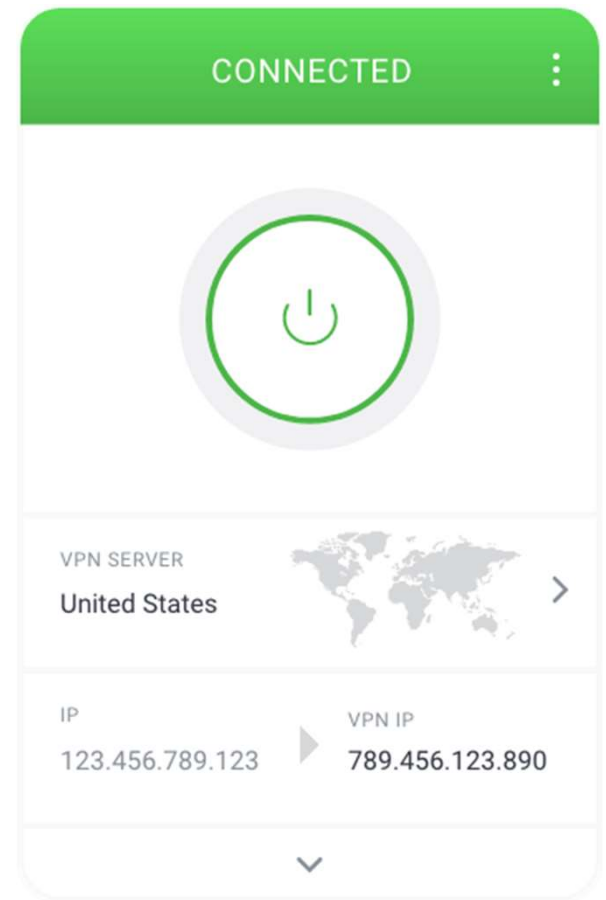 CONNECTED
VPN SERVER
United States
IP
123.456.789.123
VPN IP
789.456.123.890